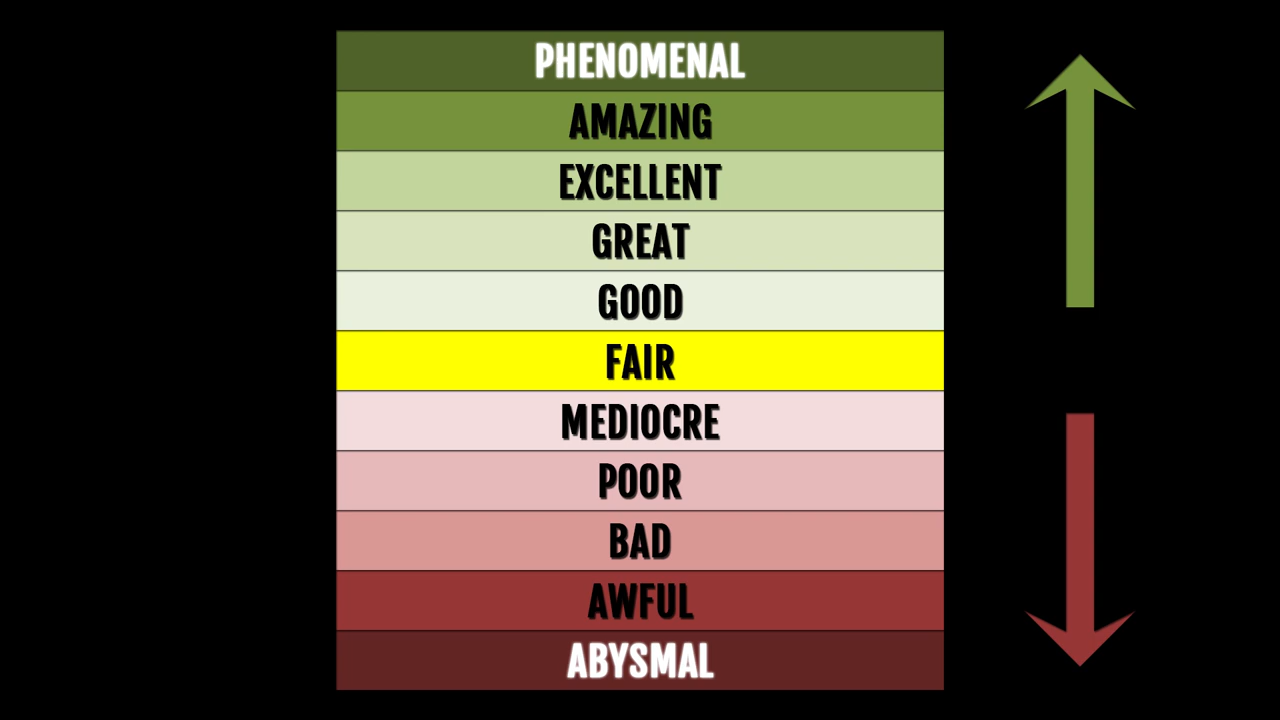 PHENOMENAL
AMAZING
EXCELLENT
GREAT
GOOD
FAIR
MEDIOCRE
POOR
BAD
AWFUL
ABYSMAL